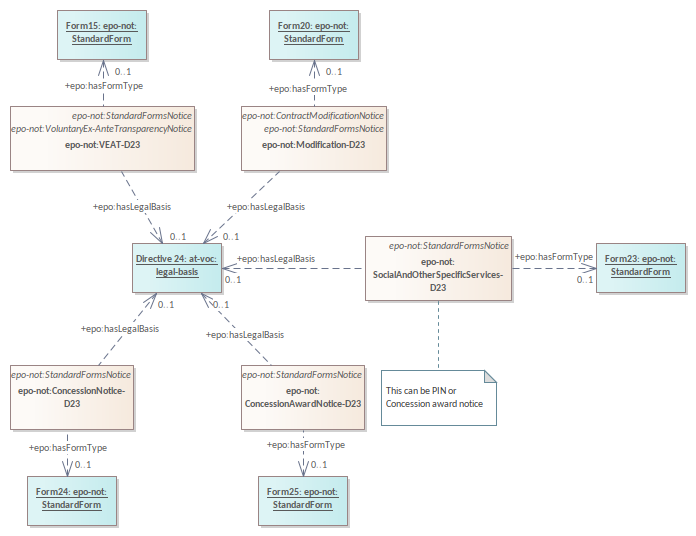 Form15: epo-not:
StandardForm
Form20: epo-not:
StandardForm
0..1
0..1
+epo:hasFormType
+epo:hasFormType
epo-not:StandardFormsNotice
epo-not:VoluntaryEx-AnteTransparencyNotice
epo-not:VEAT-D23
epo-not:ContractModificationNotice
epo-not:StandardFormsNotice
epo-not:Modification-D23
+epo:hasLegalBasis
+epo:hasLegalBasis
0..1
0..1
Directive 24: at-voc:
legal-basis
+epo:hasLegalBasis
0..1
epo-not:StandardFormsNotice
epo-not:
SocialAndOtherSpecificServices-
D23
+epo:hasFormType
0..1
Form23: epo-not:
StandardForm
0..1
0..1
+epo:hasLegalBasis
+epo:hasLegalBasis
epo-not:StandardFormsNotice
epo-not:ConcessionNotice-
D23
epo-not:StandardFormsNotice
epo-not:
ConcessionAwardNotice-D23
This can be PIN or
Concession award notice
+epo:hasFormType
+epo:hasFormType
0..1
0..1
Form24: epo-not:
StandardForm
Form25: epo-not:
StandardForm